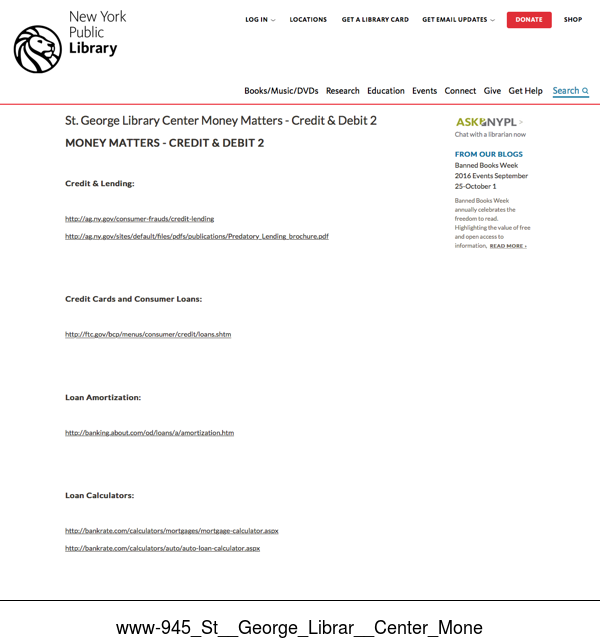 New York
Public
Library
LOG IN
LOCATIONS
GET A LIBRARY CARD
GET EMAIL UPDATES
DONATE
SHOP
Books/Music/DVDs
Research
Education
Events
Connect
Give
Get Help
Search
St. George Library Center Money Matters - Credit & Debit 2
MONEY MATTERS - CREDIT & DEBIT 2
Credit & Lending:
http://ag.ny.gov/consumer-frauds/credit-lending
http://ag.ny.gov/sites/default/files/pdfs/publications/Predatory_Lending_brochure.pdf
Credit Cards and Consumer Loans:
http://ftc.gov/bcp/menus/consumer/credit/loans.shtm
Loan Amortization:
http://banking.about.com/od/loans/a/amortization.htm
Loan Calculators:
http://bankrate.com/calculators/mortgages/mortgage-calculator.aspx
http://bankrate.com/calculators/auto/auto-loan-calculator.aspx
ASK NYPL >
Chat with a librarian now
FROM OUR BLOGS
Banned Books Week
2016 Events September
25-October 1
Banned Books Week
annually celebrates the
freedom to read.
Highlighting the value of free
and open access to
information. READ MORE ›
www-945_St__George_Librar__Center_Mone